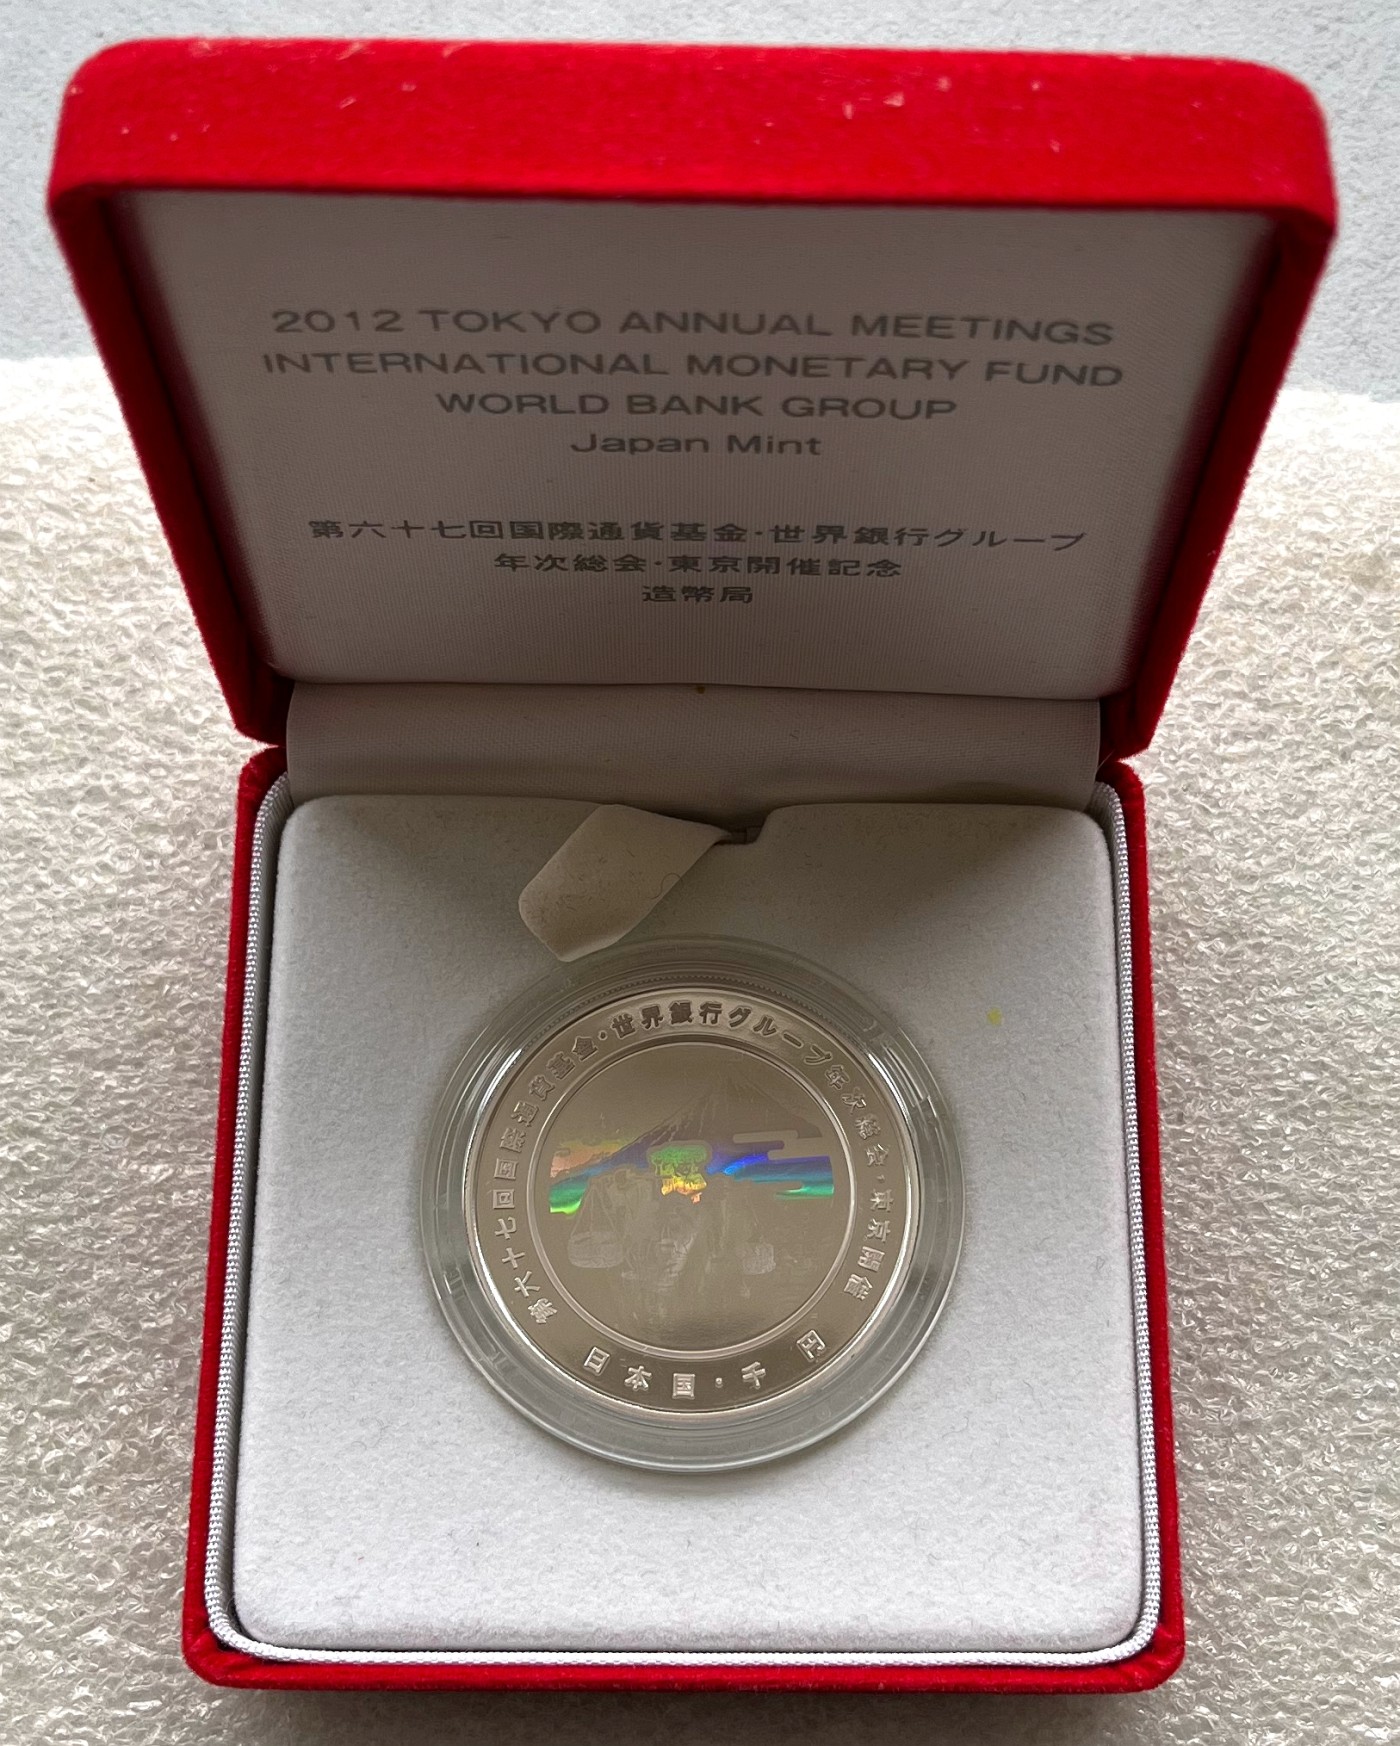 2012 TOKYO ANNUAL MEETINGS
INTERNATIONAL MONETARY FUND
WORLD BANK GROUP
Japan Mint
第六十七回国際通貨基金·世界銀行グループ
年次総会·東京開催記念
造幣局
第六十七回国際通貨基金·世界銀行グループ年次総会·東京開催
日本国·千円